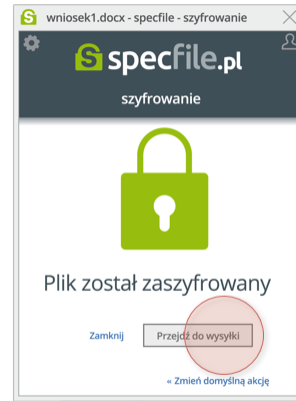 wniosek1.docx - specfile - szyfrowanie
specfile.pl
szyfrowanie
Plik został zaszyfrowany
Zamknij Przejdź do wysyłki
« Zmień domyślną akcję